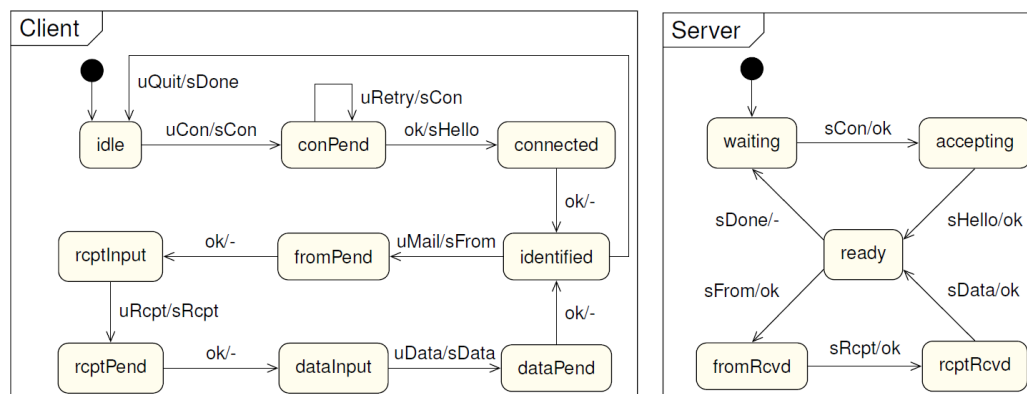 Client
uQuit/sDone
uRetry/sCon
idle
uCon/sCon
conPend
ok/sHello
connected
ok/-
rcptInput
ok/-
fromPend
uMail/sFrom
identified
uRcpt/sRcpt
ok/-
rcptPend
ok/-
dataInput
uData/sData
dataPend
Server
waiting
sCon/ok
accepting
sDone/-
sHello/ok
ready
sFrom/ok
sData/ok
fromRcvd
sRcpt/ok
rcptRcvd